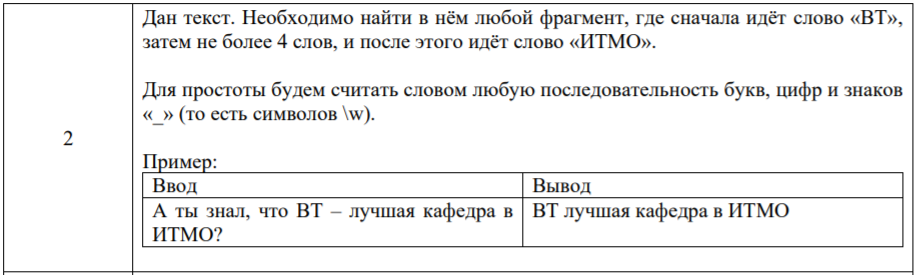 Дан текст. Необходимо найти в нём любой фрагмент, где сначала идёт слово «ВТ»,
затем не более 4 слов, и после этого идёт слово «ИТМО».
Для простоты будем считать словом любую последовательность букв, цифр и знаков
«_» (то есть символов \w).
2
Пример:
Ввод
Вывод
А ты знал, что ВТ – лучшая кафедра в
ИТМО?
ВТ лучшая кафедра в ИТМО